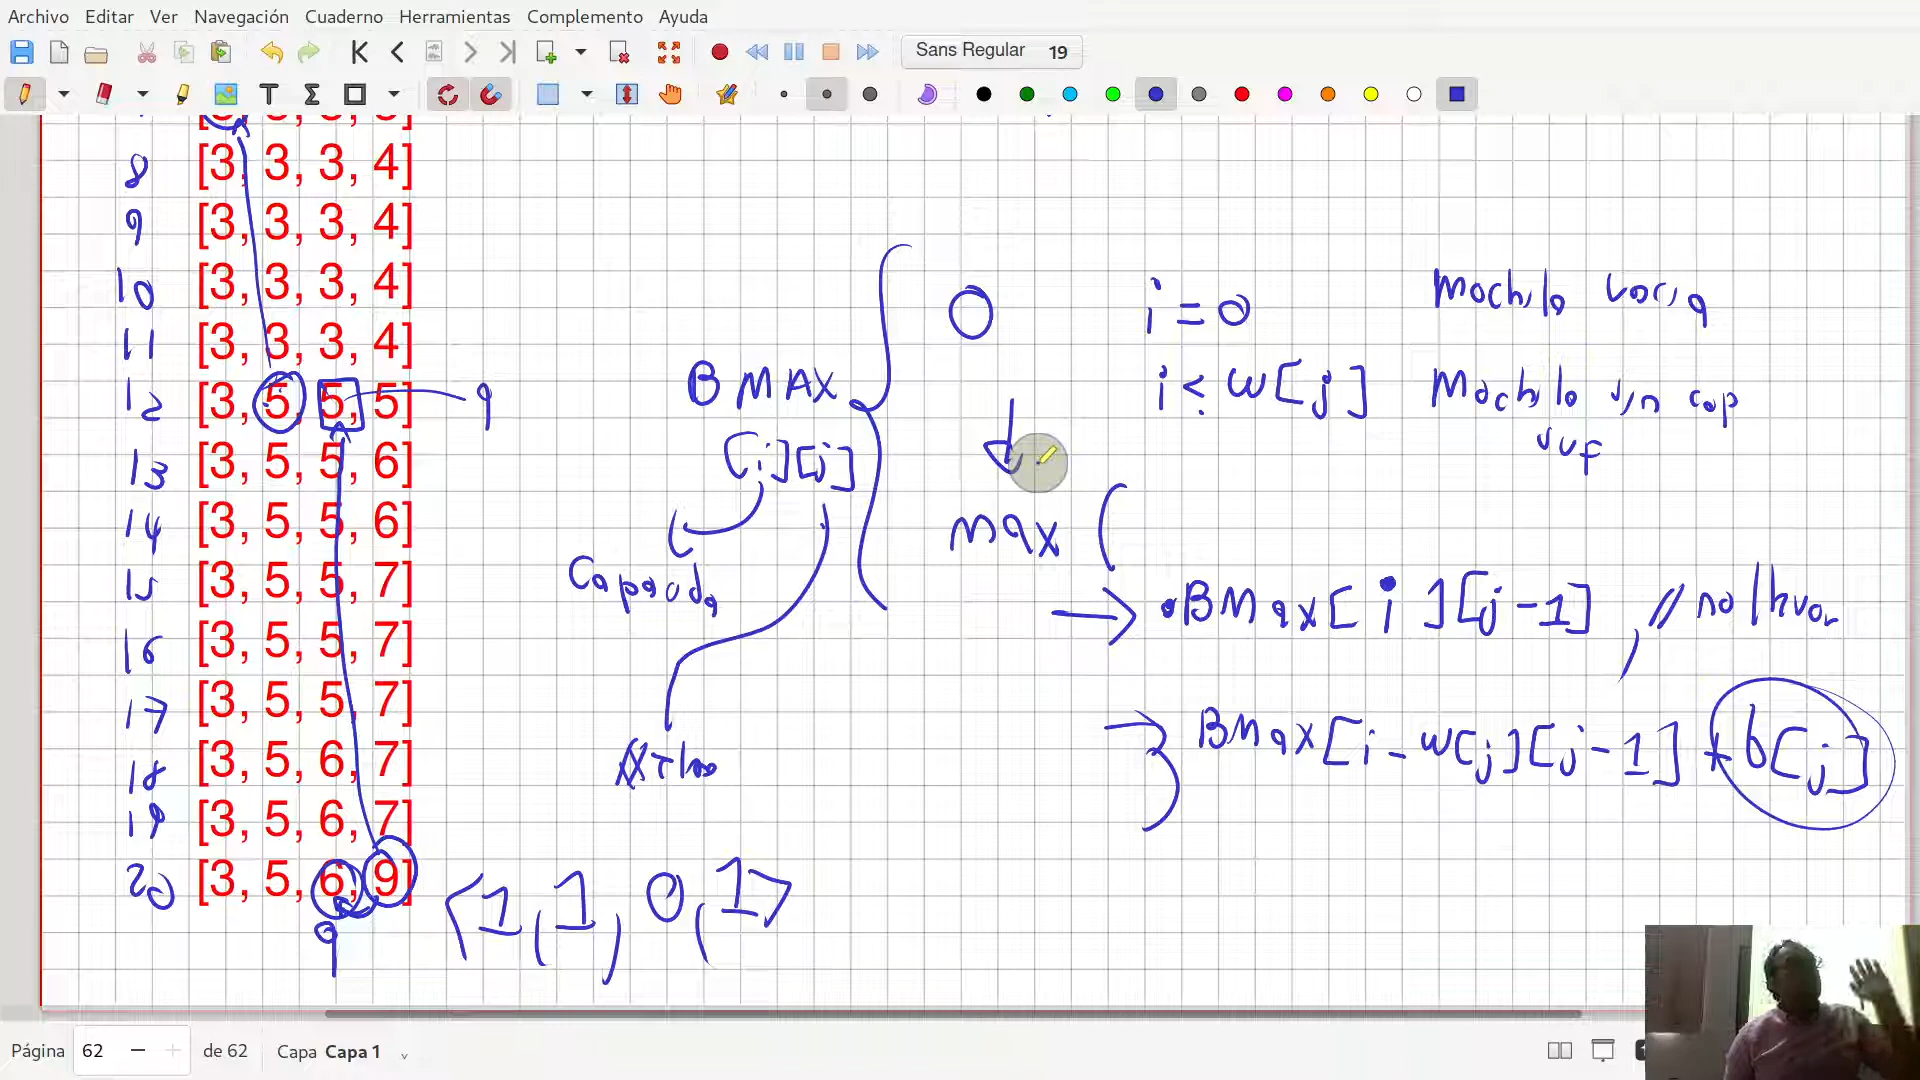 Archivo Editar Ver Navegación Cuaderno Herramientas Complemento Ayuda
Sans Regular 19
8 [3, 3, 3, 4]
9 [3, 3, 3, 4]
10 [3, 3, 3, 4]
11 [3, 3, 3, 4]
12 [3, 5, 5, 5] 9
13 [3, 5, 5, 6]
14 [3, 5, 5, 6]
15 [3, 5, 5, 7]
16 [3, 5, 5, 7]
17 [3, 5, 5, 7]
18 [3, 5, 6, 7]
19 [3, 5, 6, 7]
20 [3, 5, 6, 9]
9
<1, 1, 0, 1>
BMAX
[i][j]
Capacida
0 i = 0 Mochila vacia
i < w[j] Mochila sin cap
suf
max (
BMax[i][j-1], // no lleva
BMax[i-w[j]][j-1] + b[j]
)
Página 62 de 62 Capa Capa 1